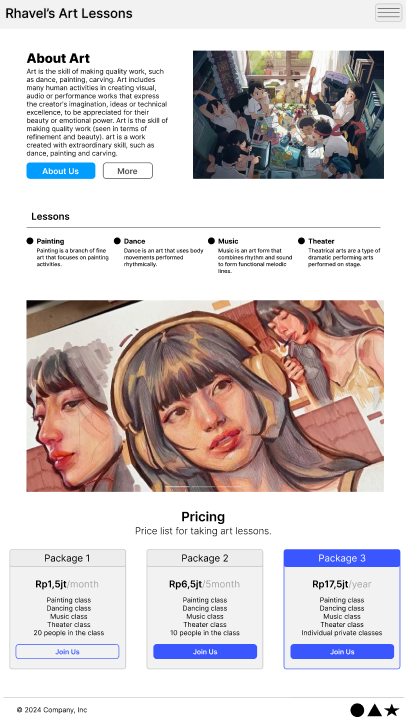 Rhavel's Art Lessons
About Art
Art is the skill of making quality work, such
as dance, painting, carving. Art includes
many human activities in creating visual,
audio or performance works that express
the creator's imagination, ideas or technical
excellence, to be appreciated for their
beauty or emotional power. Art is the skill of
making quality work (seen in terms of
refinement and beauty). art is a work
created with extraordinary skill, such as
dance, painting and carving.
About Us
More
Lessons
Painting
Painting is a branch of fine
art that focuses on painting
activities.
Dance
Dance is an art that uses body
movements performed
rhythmically.
Music
Music is an art form that
combines rhythm and sound
to form functional melodic
lines.
Theater
Theatrical arts are a type of
dramatic performing arts
performed on stage.
Pricing
Price list for taking art lessons.
Package 1
Rp1,5jt/month
Painting class
Dancing class
Music class
Theater class
20 people in the class
Join Us
Package 2
Rp6,5jt/5month
Painting class
Dancing class
Music class
Theater class
10 people in the class
Join Us
Package 3
Rp17,5jt/year
Painting class
Dancing class
Music class
Theater class
Individual private classes
Join Us
© 2024 Company, Inc